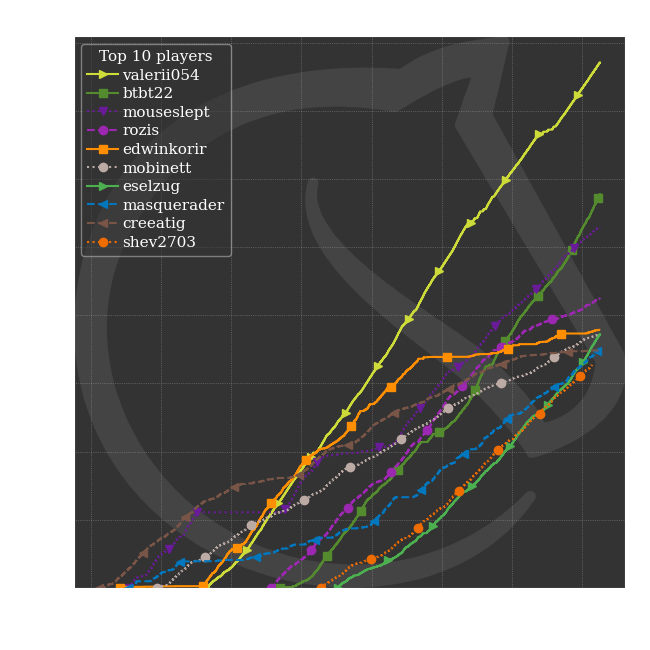 Top 10 players
valerii054
btbt22
mouseslept
rozis
edwinkorir
mobinett
eselzug
masquerader
creeatig
shev2703